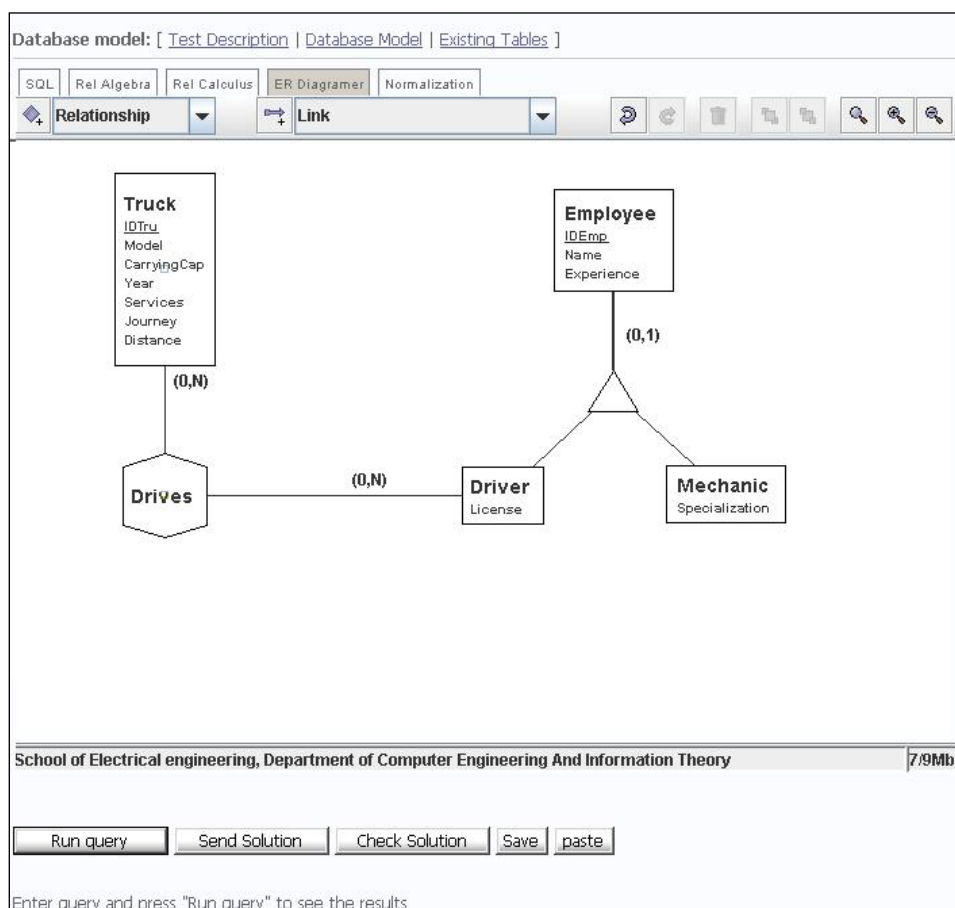 Database model: [ Test Description | Database Model | Existing Tables ]
SQL Rel Algebra Rel Calculus ER Diagramer Normalization
Relationship Link
Truck
IDTru
Model
CarryingCap
Year
Services
Journey
Distance
(0,N)
Employee
IDEmp
Name
Experience
(0,1)
Drives
(0,N)
Driver
License
Mechanic
Specialization
School of Electrical engineering, Department of Computer Engineering And Information Theory 7/9Mb
Run query Send Solution Check Solution Save paste
Enter query and press "Run query" to see the results